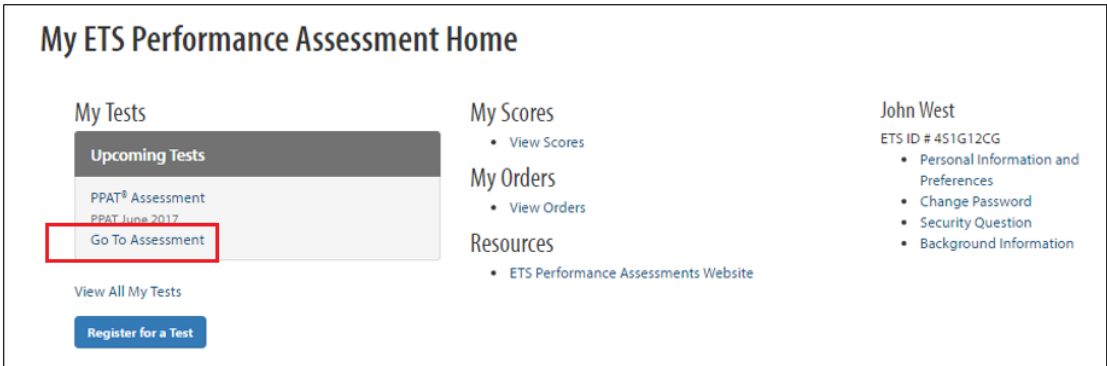 My ETS Performance Assessment Home
My Tests
Upcoming Tests
PPAT® Assessment
PPAT June 2017
Go To Assessment
View All My Tests
Register for a Test
My Scores
• View Scores
My Orders
• View Orders
Resources
• ETS Performance Assessments Website
John West
ETS ID # 4S1G12CG
• Personal Information and
Preferences
• Change Password
• Security Question
• Background Information